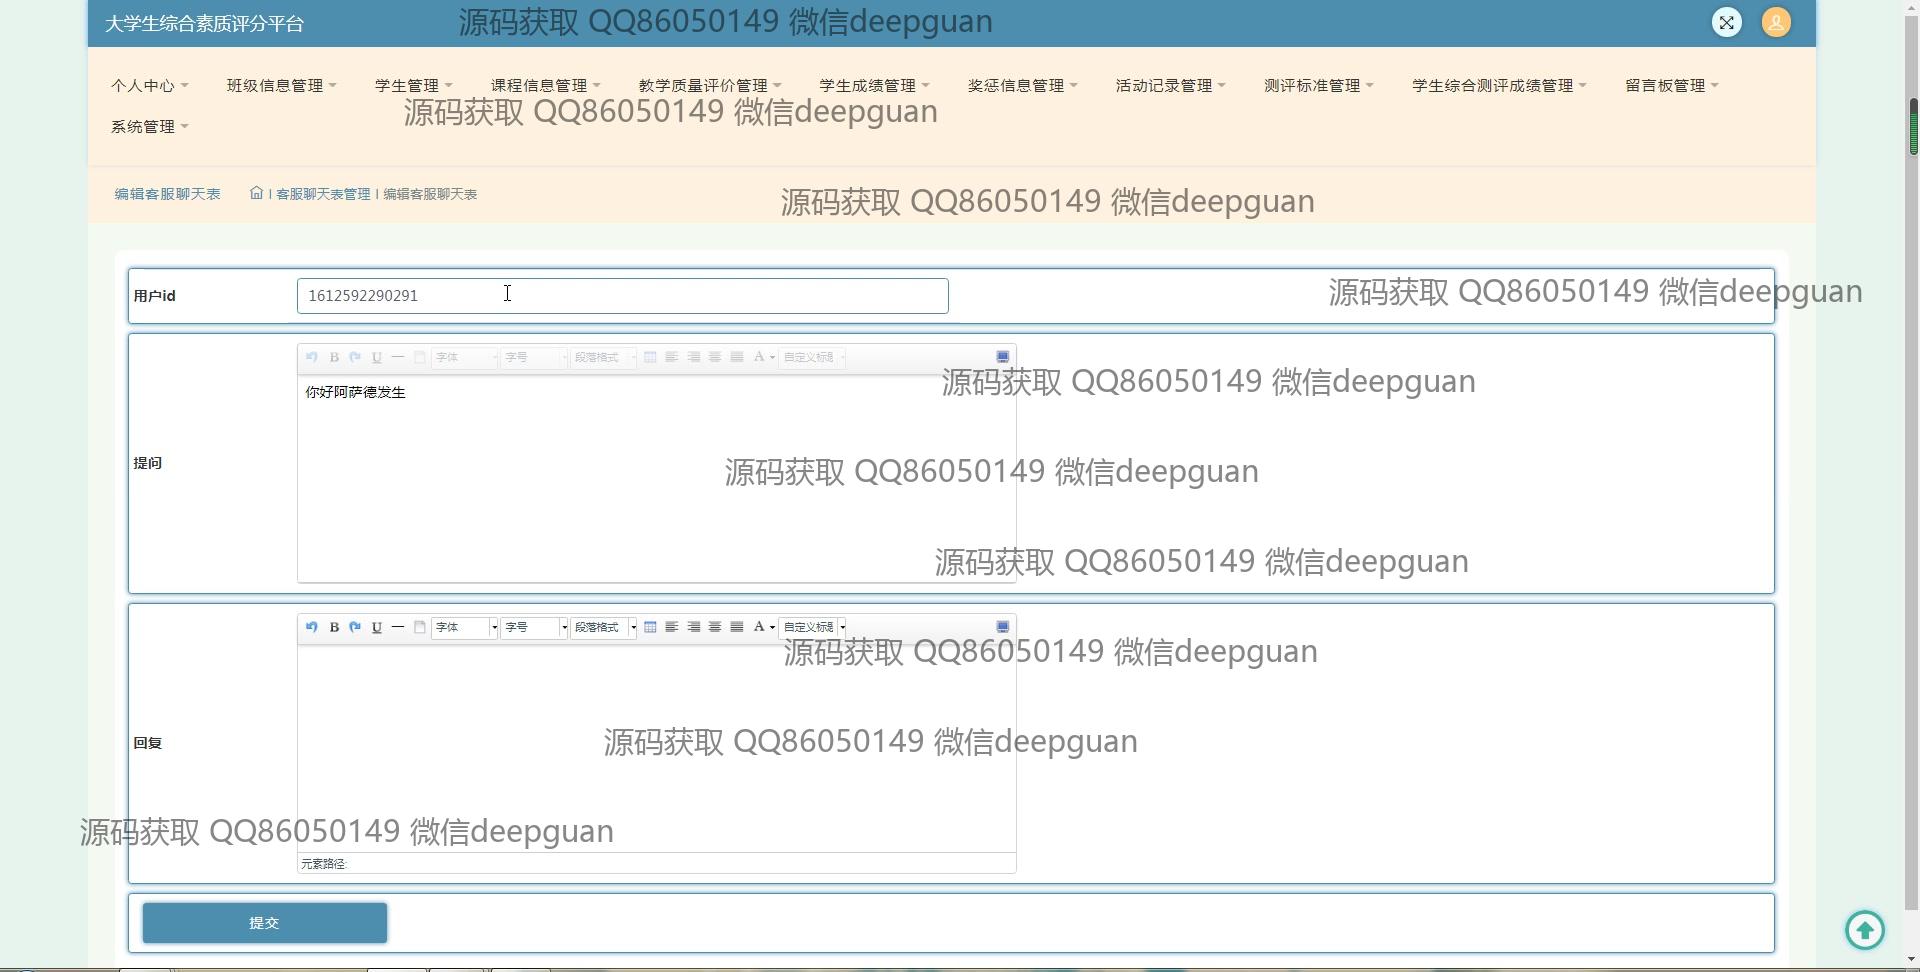 大学生综合素质评分平台
源码获取 QQ86050149 微信deepguan
个人中心 班级信息管理 学生管理 课程信息管理 教学质量评价管理 学生成绩管理 奖惩信息管理 活动记录管理 测评标准管理 学生综合测评成绩管理 留言板管理
源码获取 QQ86050149 微信deepguan
系统管理
编辑客服聊天表 | 客服聊天表管理 | 编辑客服聊天表
源码获取 QQ86050149 微信deepguan
用户id 1612592290291
源码获取 QQ86050149 微信deepguan
B U 字体 字号 段落格式 A 自定义标题
源码获取 QQ86050149 微信deepguan
你好阿萨德发生
提问
源码获取 QQ86050149 微信deepguan
源码获取 QQ86050149 微信deepguan
B U 字体 字号 段落格式 A 自定义标题
源码获取 QQ86050149 微信deepguan
回复
源码获取 QQ86050149 微信deepguan
源码获取 QQ86050149 微信deepguan
元素路径:
提交